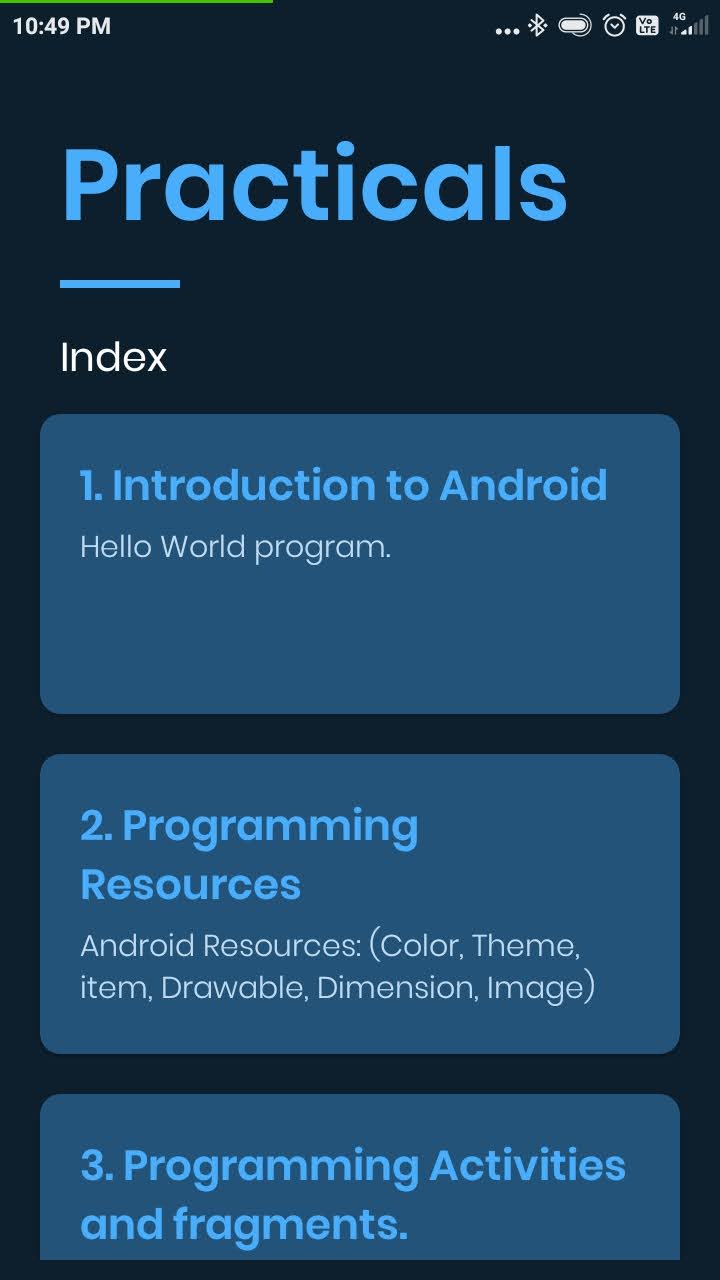 10:49 PM
Vo
LTE
4G
Practicals
Index
1. Introduction to Android
Hello World program.
2. Programming
Resources
Android Resources: (Color, Theme,
item, Drawable, Dimension, Image)
3. Programming Activities
and fragments.